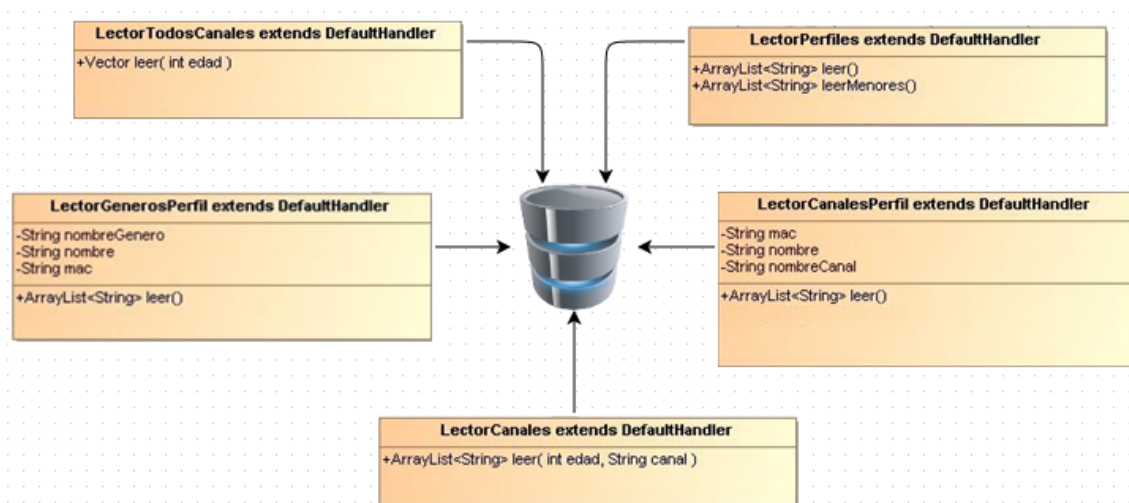 LectorTodosCanales extends DefaultHandler
+Vector leer( int edad )
LectorPerfiles extends DefaultHandler
+ArrayList<String> leer()
+ArrayList<String> leerMenores()
LectorGenerosPerfil extends DefaultHandler
-String nombreGenero
-String nombre
-String mac
+ArrayList<String> leer()
LectorCanalesPerfil extends DefaultHandler
-String mac
-String nombre
-String nombreCanal
+ArrayList<String> leer()
LectorCanales extends DefaultHandler
+ArrayList<String> leer( int edad, String canal )